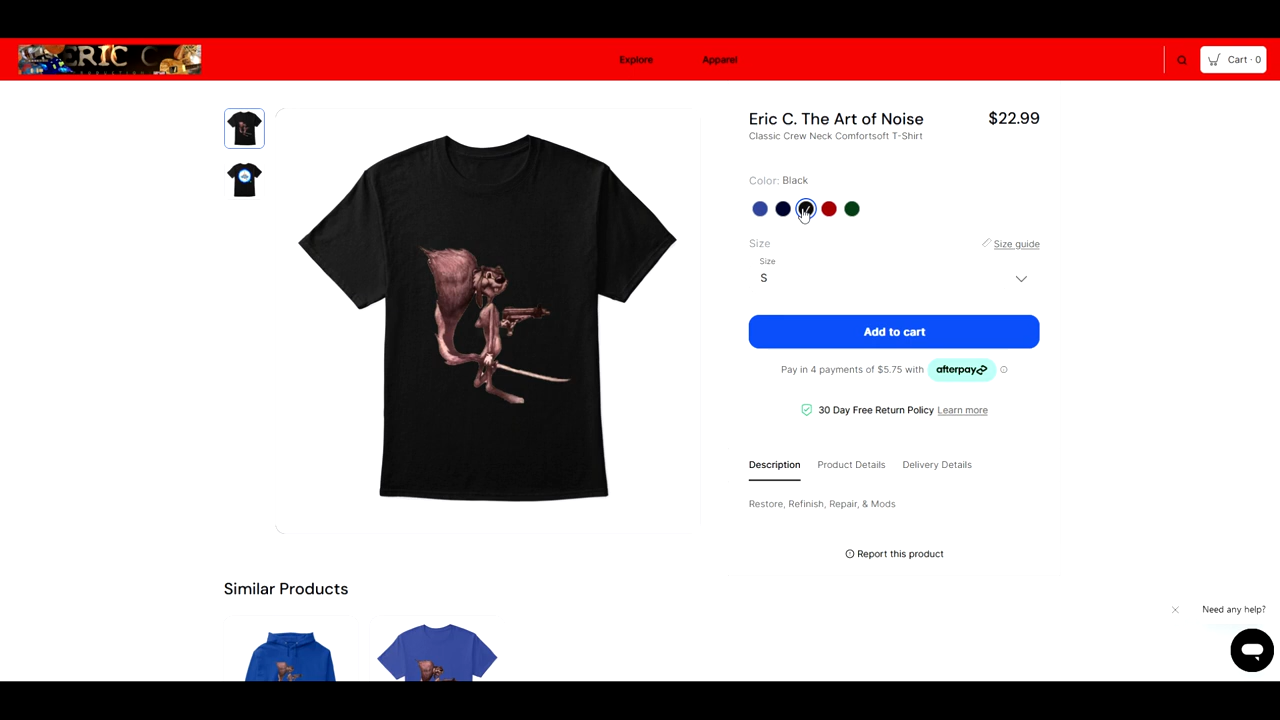 ERIC C
Explore
Apparel
Cart · 0
Eric C. The Art of Noise
$22.99
Classic Crew Neck Comfortsoft T-Shirt
Color: Black
Size
Size guide
Size
S
Add to cart
Pay in 4 payments of $5.75 with afterpay
30 Day Free Return Policy Learn more
Description
Product Details
Delivery Details
Restore, Refinish, Repair, & Mods
Report this product
Similar Products
Need any help?